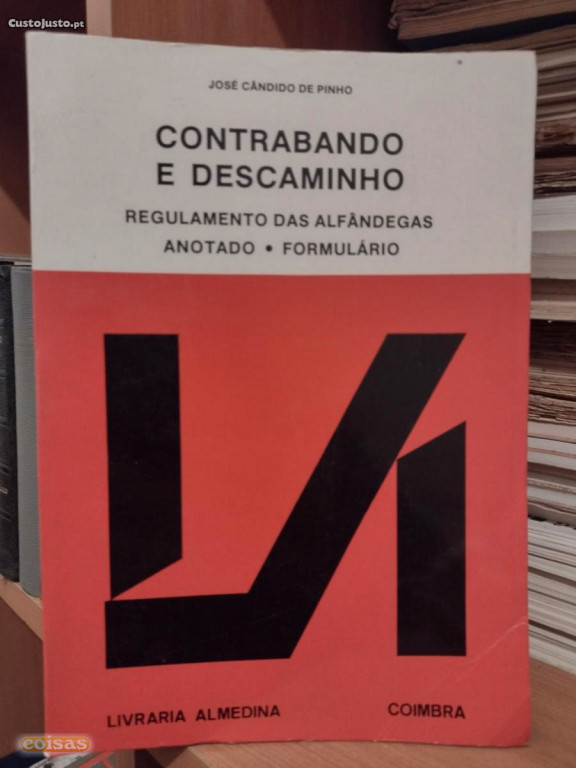 CustoJusto.pt
JOSÉ CÂNDIDO DE PINHO
CONTRABANDO
E DESCAMINHO
REGULAMENTO DAS ALFÂNDEGAS
ANOTADO • FORMULÁRIO
LIVRARIA ALMEDINA COIMBRA
coisas